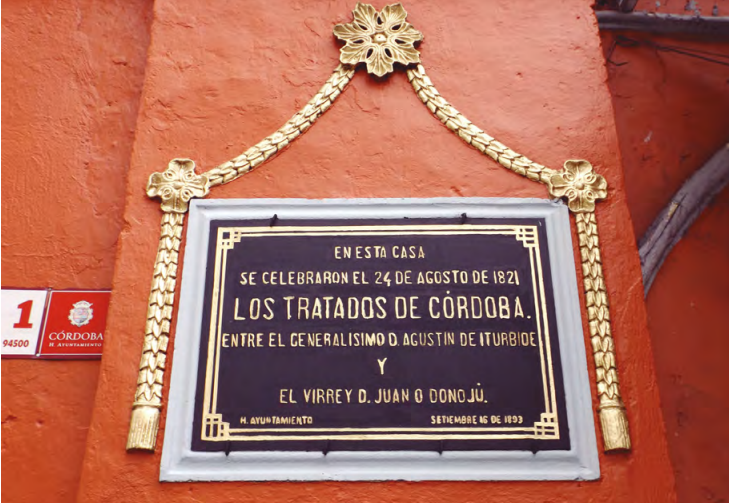 EN ESTA CASA
SE CELEBRARON EL 24 DE AGOSTO DE 1821
LOS TRATADOS DE CÓRDOBA.
ENTRE EL GENERALISIMO D. AGUSTIN DE ITURBIDE
Y
EL VIRREY D. JUAN O DONOJÚ.
H. AYUNTAMIENTO SETIEMBRE 16 DE 1893
1
94500
CÓRDOBA
H. AYUNTAMIENTO